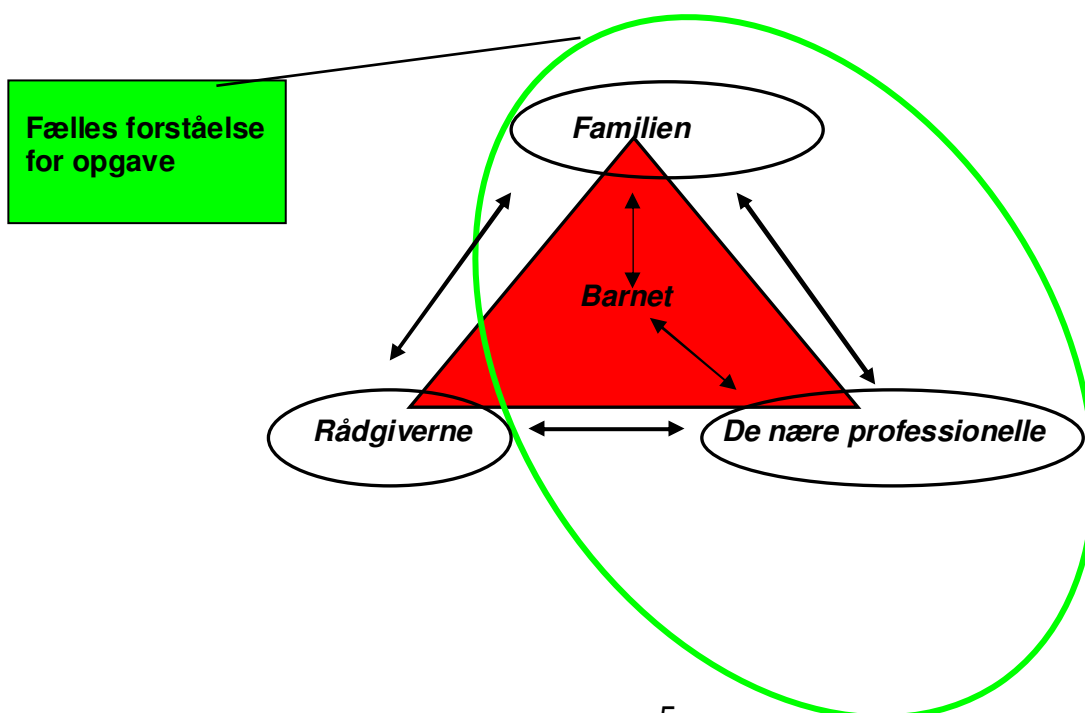 Fælles forståelse
for opgave
Familien
Barnet
Rådgiverne
De nære professionelle
5